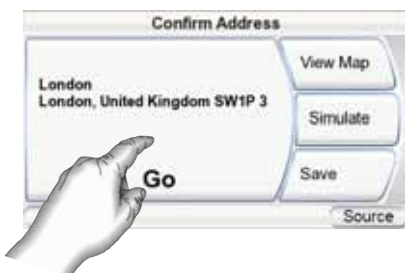 Confirm Address
London
London, United Kingdom SW1P 3
Go
View Map
Simulate
Save
Source